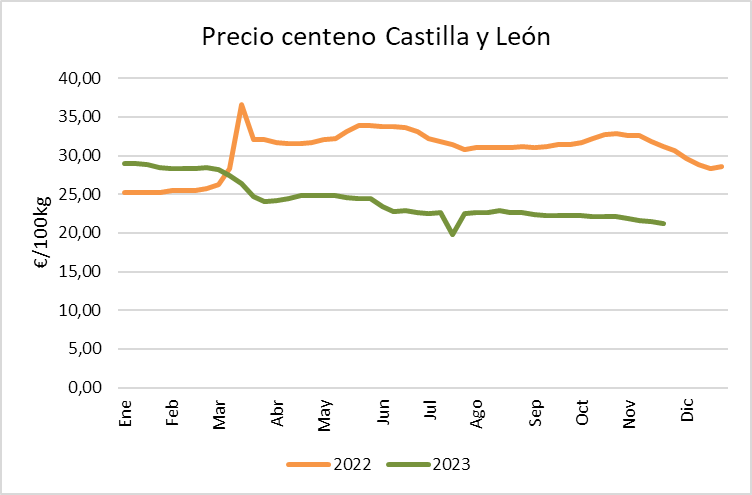 Precio centeno Castilla y León
€/100kg
40,00
35,00
30,00
25,00
20,00
15,00
10,00
5,00
0,00
Ene
Feb
Mar
Abr
May
Jun
Jul
Ago
Sep
Oct
Nov
Dic
2022
2023